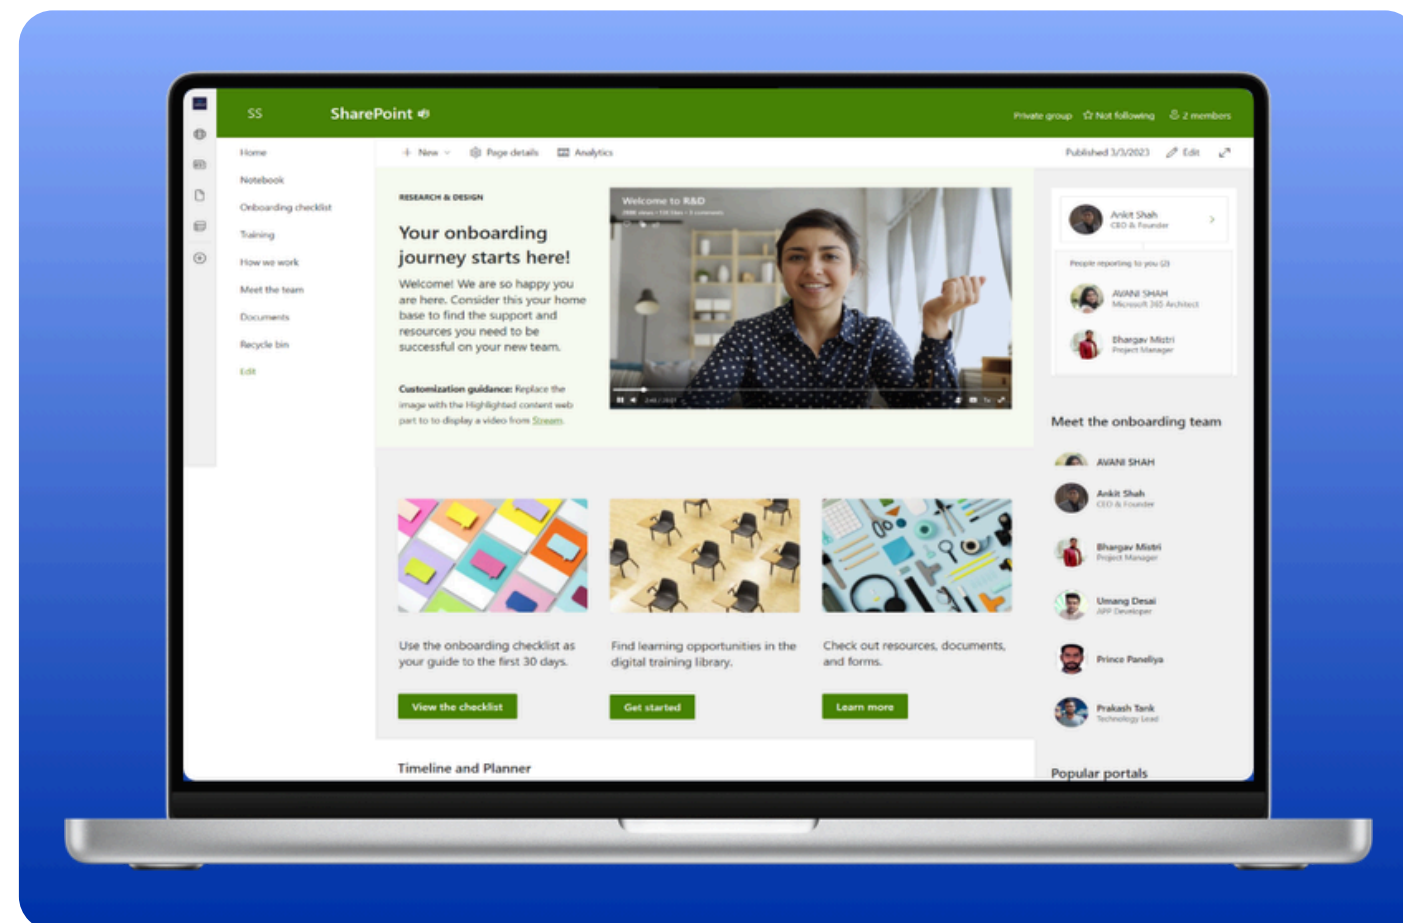 SS
SharePoint
Private group
Not following
2 members
Home
Notebook
Onboarding checklist
Training
How we work
Meet the team
Documents
Recycle bin
Edit
New
Page details
Analytics
Published 3/3/2023
Edit
RESEARCH & DESIGN
Your onboarding
journey starts here!
Welcome! We are so happy you
are here. Consider this your home
base to find the support and
resources you need to be
successful on your new team.
Customization guidance: Replace the
image with the Highlighted content web
part to to display a video from Stream.
Welcome to R&D
Ankit Shah
CEO & Founder
People reporting to you (2)
AVANI SHAH
Microsoft 365 Architect
Bhargav Mistri
Project Manager
Meet the onboarding team
AVANI SHAH
Ankit Shah
CEO & Founder
Bhargav Mistri
Project Manager
Umang Desai
APP Developer
Prince Paneliya
Prakash Tank
Technology Lead
Popular portals
Use the onboarding checklist as
your guide to the first 30 days.
View the checklist
Find learning opportunities in the
digital training library.
Get started
Check out resources, documents,
and forms.
Learn more
Timeline and Planner